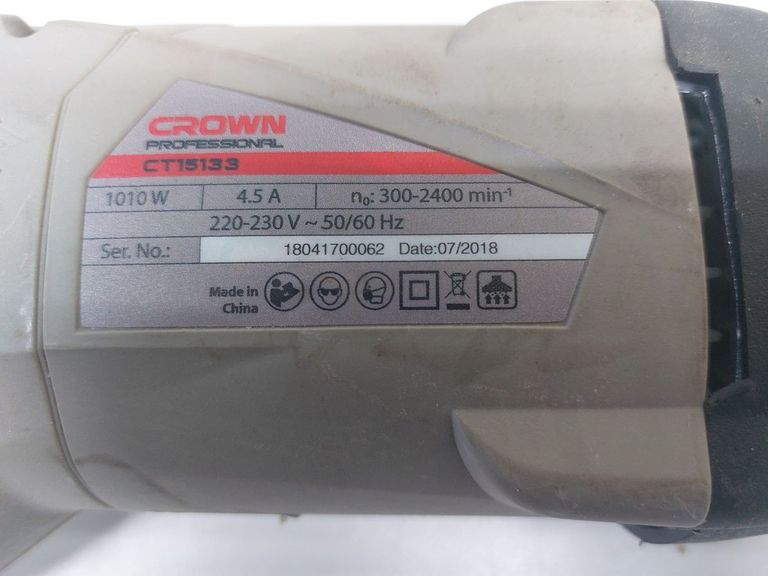 CROWN
PROFESSIONAL
CT15133
1010 W 4.5 A n₀: 300-2400 min⁻¹
220-230 V ~ 50/60 Hz
Ser. No.: 18041700062 Date:07/2018
Made in
China